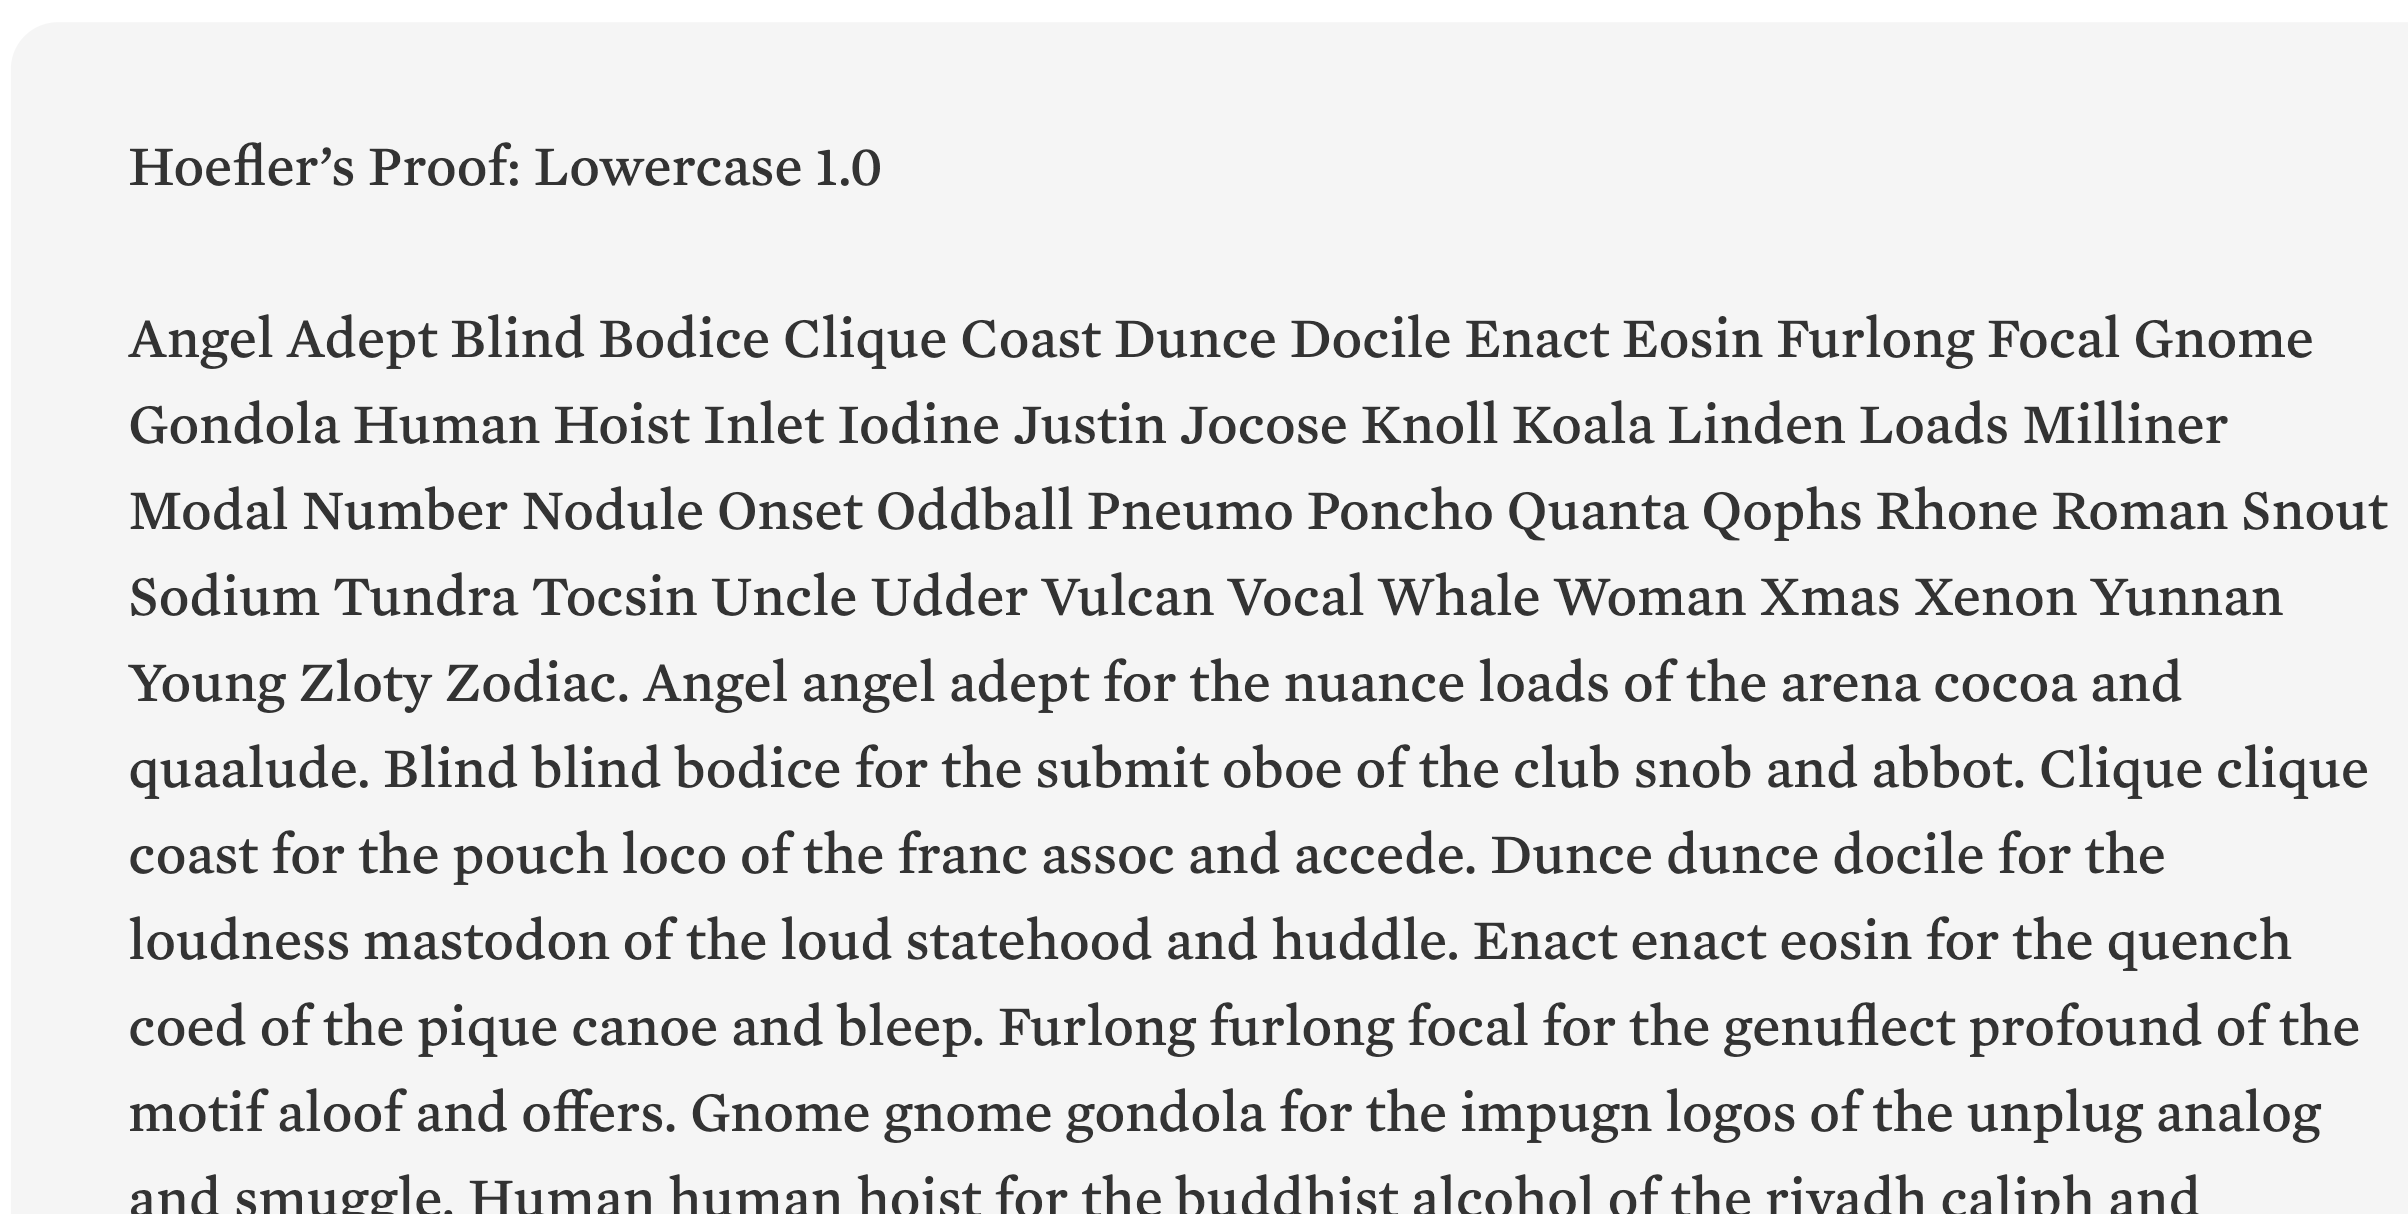 Hoefler’s Proof: Lowercase 1.0
Angel Adept Blind Bodice Clique Coast Dunce Docile Enact Eosin Furlong Focal Gnome
Gondola Human Hoist Inlet Iodine Justin Jocose Knoll Koala Linden Loads Milliner
Modal Number Nodule Onset Oddball Pneumo Poncho Quanta Qophs Rhone Roman Snout
Sodium Tundra Tocsin Uncle Udder Vulcan Vocal Whale Woman Xmas Xenon Yunnan
Young Zloty Zodiac. Angel angel adept for the nuance loads of the arena cocoa and
quaalude. Blind blind bodice for the submit oboe of the club snob and abbot. Clique clique
coast for the pouch loco of the franc assoc and accede. Dunce dunce docile for the
loudness mastodon of the loud statehood and huddle. Enact enact eosin for the quench
coed of the pique canoe and bleep. Furlong furlong focal for the genuflect profound of the
motif aloof and offers. Gnome gnome gondola for the impugn logos of the unplug analog
and smuggle. Human human hoist for the buddhist alcohol of the riyadh caliph and